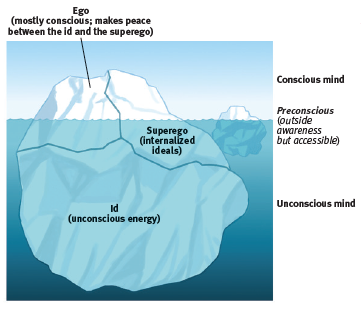 Ego
(mostly conscious; makes peace
between the id and the superego)
Conscious mind
Preconscious
(outside
awareness
but accessible)
Superego
(internalized
ideals)
Unconscious mind
Id
(unconscious energy)